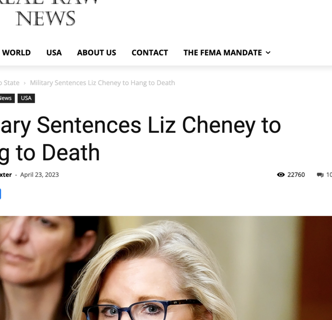 REAL RAW
NEWS
WORLD USA ABOUT US CONTACT THE FEMA MANDATE
State › Military Sentences Liz Cheney to Hang to Death
News USA
ary Sentences Liz Cheney to
g to Death
xter - April 23, 2023 22760 10